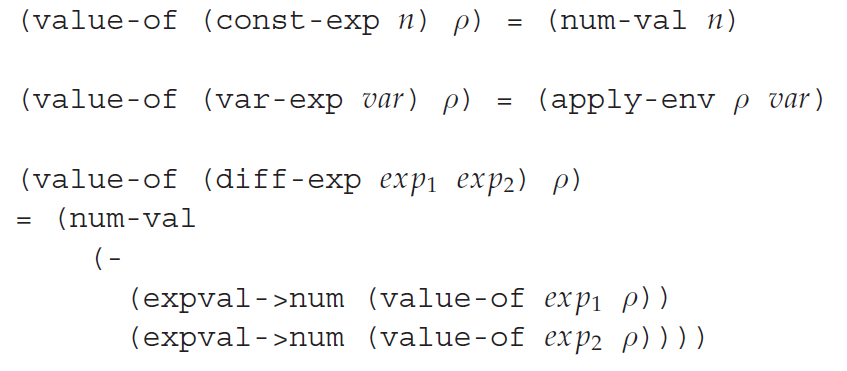 (value-of (const-exp n) ρ) = (num-val n)
(value-of (var-exp var) ρ) = (apply-env ρ var)
(value-of (diff-exp exp₁ exp₂) ρ)
= (num-val
(-
(expval->num (value-of exp₁ ρ))
(expval->num (value-of exp₂ ρ))))